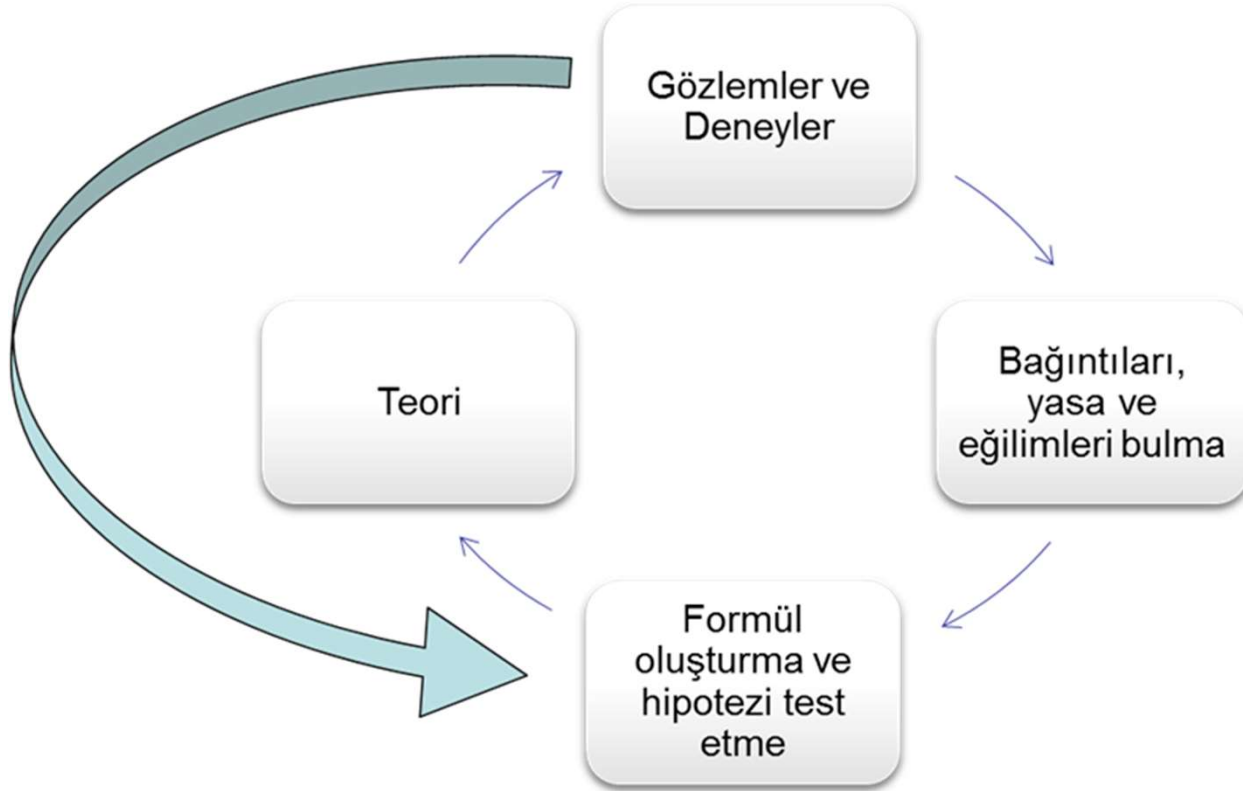 Gözlemler ve
Deneyler
Teori
Bağıntıları,
yasa ve
eğilimleri bulma
Formül
oluşturma ve
hipotezi test
etme